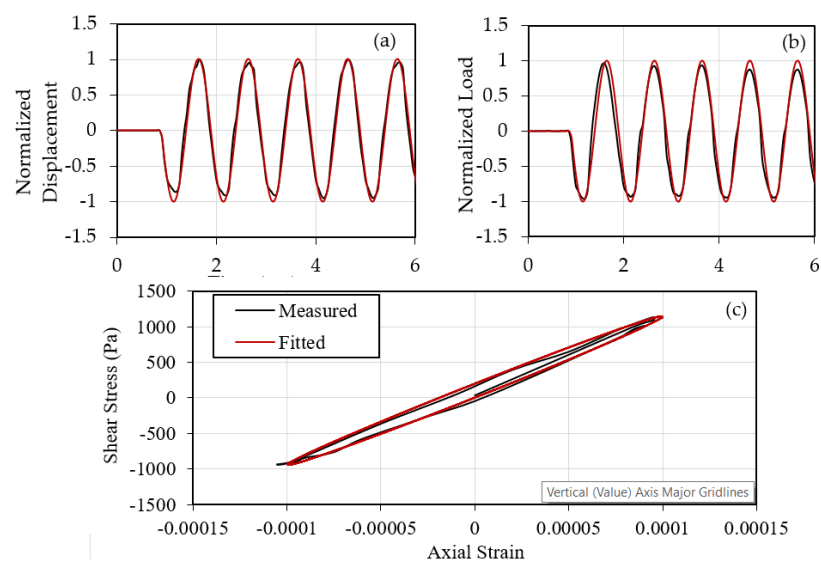 1.5
1
0.5
0
-0.5
-1
-1.5
Normalized
Displacement
(a)
0 2 4 6
1.5
1
0.5
0
-0.5
-1
-1.5
Normalized Load
(b)
0 2 4 6
1500
1000
500
0
-500
-1000
-1500
Shear Stress (Pa)
Measured
Fitted
(c)
Vertical (Value) Axis Major Gridlines
-0.00015 -0.0001 -0.00005 0 0.00005 0.0001 0.00015
Axial Strain